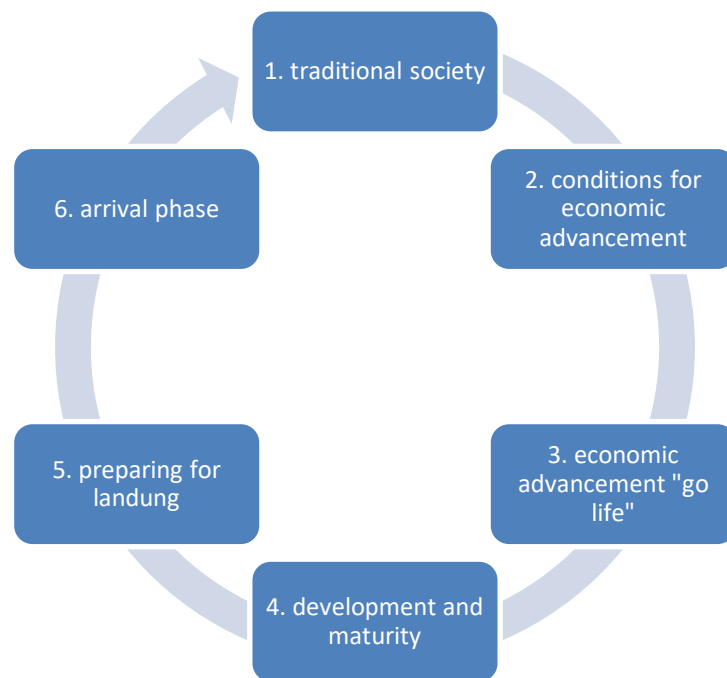 1. traditional society
2. conditions for
economic
advancement
3. economic
advancement "go
life"
4. development and
maturity
5. preparing for
landung
6. arrival phase